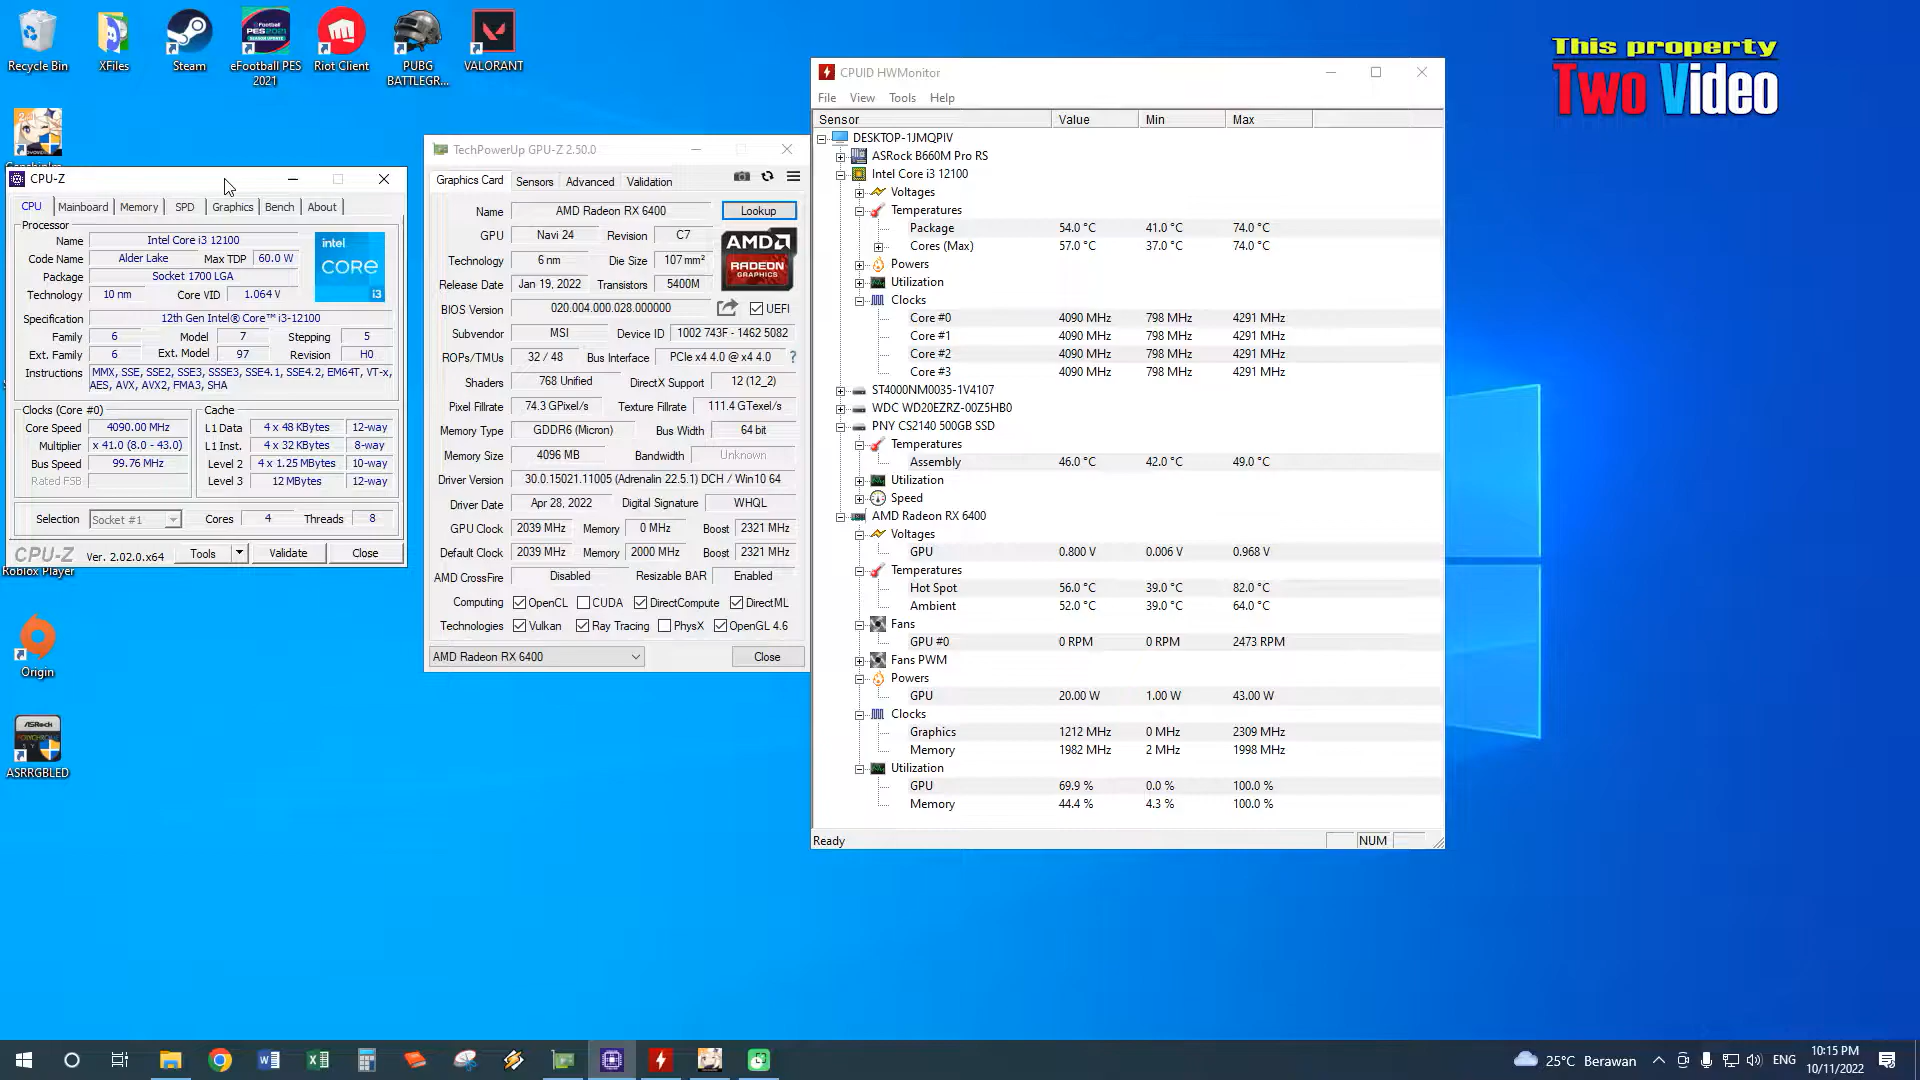 Recycle Bin
XFiles
Steam
eFootball PES
2021
Riot Client
PUBG
BATTLEGR...
VALORANT
This property
Two Video
CPU-Z
CPU Mainboard Memory SPD Graphics Bench About
Processor
Name Intel Core i3 12100
Code Name Alder Lake Max TDP 60.0 W
Package Socket 1700 LGA
Technology 10 nm Core VID 1.064 V
intel
CORE
i3
Specification 12th Gen Intel® Core™ i3-12100
Family 6 Model 7 Stepping 5
Ext. Family 6 Ext. Model 97 Revision H0
Instructions MMX, SSE, SSE2, SSE3, SSSE3, SSE4.1, SSE4.2, EM64T, VT-x,
AES, AVX, AVX2, FMA3, SHA
Clocks (Core #0)
Core Speed 4090.00 MHz
Multiplier x 41.0 (8.0 - 43.0)
Bus Speed 99.76 MHz
Rated FSB
Cache
L1 Data 4 x 48 KBytes 12-way
L1 Inst. 4 x 32 KBytes 8-way
Level 2 4 x 1.25 MBytes 10-way
Level 3 12 MBytes 12-way
Selection Socket #1 Cores 4 Threads 8
CPU-Z Ver. 2.02.0.x64 Tools Validate Close
Roblox Player
Origin
ASRock
POLYCHROME
ASRRGBLED
TechPowerUp GPU-Z 2.50.0
Graphics Card Sensors Advanced Validation
Name AMD Radeon RX 6400 Lookup
GPU Navi 24 Revision C7
Technology 6 nm Die Size 107 mm²
Release Date Jan 19, 2022 Transistors 5400M
AMD
RADEON
GRAPHICS
BIOS Version 020.004.000.028.000000 UEFI
Subvendor MSI Device ID 1002 743F - 1462 5082
ROPs/TMUs 32 / 48 Bus Interface PCIe x4 4.0 @ x4 4.0 ?
Shaders 768 Unified DirectX Support 12 (12_2)
Pixel Fillrate 74.3 GPixel/s Texture Fillrate 111.4 GTexel/s
Memory Type GDDR6 (Micron) Bus Width 64 bit
Memory Size 4096 MB Bandwidth Unknown
Driver Version 30.0.15021.11005 (Adrenalin 22.5.1) DCH / Win10 64
Driver Date Apr 28, 2022 Digital Signature WHQL
GPU Clock 2039 MHz Memory 0 MHz Boost 2321 MHz
Default Clock 2039 MHz Memory 2000 MHz Boost 2321 MHz
AMD CrossFire Disabled Resizable BAR Enabled
Computing OpenCL CUDA DirectCompute DirectML
Technologies Vulkan Ray Tracing PhysX OpenGL 4.6
AMD Radeon RX 6400 Close
CPUID HWMonitor
File View Tools Help
Sensor Value Min Max
DESKTOP-1JMQPIV
ASRock B660M Pro RS
Intel Core i3 12100
Voltages
Temperatures
Package 54.0 °C 41.0 °C 74.0 °C
Cores (Max) 57.0 °C 37.0 °C 74.0 °C
Powers
Utilization
Clocks
Core #0 4090 MHz 798 MHz 4291 MHz
Core #1 4090 MHz 798 MHz 4291 MHz
Core #2 4090 MHz 798 MHz 4291 MHz
Core #3 4090 MHz 798 MHz 4291 MHz
ST4000NM0035-1V4107
WDC WD20EZRZ-00Z5HB0
PNY CS2140 500GB SSD
Temperatures
Assembly 46.0 °C 42.0 °C 49.0 °C
Utilization
Speed
AMD Radeon RX 6400
Voltages
GPU 0.800 V 0.006 V 0.968 V
Temperatures
Hot Spot 56.0 °C 39.0 °C 82.0 °C
Ambient 52.0 °C 39.0 °C 64.0 °C
Fans
GPU #0 0 RPM 0 RPM 2473 RPM
Fans PWM
Powers
GPU 20.00 W 1.00 W 43.00 W
Clocks
Graphics 1212 MHz 0 MHz 2309 MHz
Memory 1982 MHz 2 MHz 1998 MHz
Utilization
GPU 69.9 % 0.0 % 100.0 %
Memory 44.4 % 4.3 % 100.0 %
Ready NUM
25°C Berawan ENG
10:15 PM
10/11/2022